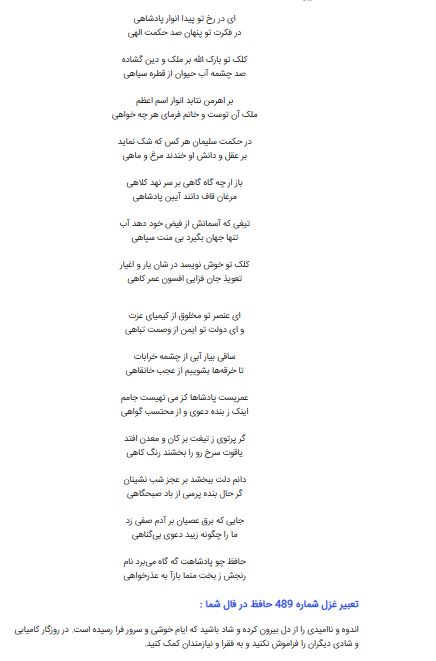 ای در رخ تو پیدا انوار پادشاهی
در فکرت تو پنهان صد حکمت الهی
کلک تو بارک الله بر ملک و دین گشاده
صد چشمه آب حیوان از قطره سیاهی
بر اهرمن نتابد انوار اسم اعظم
ملک آن توست و خاتم فرمای هر چه خواهی
در حکمت سلیمان هر کس که شک نماید
بر عقل و دانش او خندند مرغ و ماهی
باز ار چه گاه گاهی بر سر نهد کلاهی
مرغان قاف دانند آیین پادشاهی
تیغی که آسمانش از فیض خود دهد آب
تنها جهان بگیرد بی منت سپاهی
کلک تو خوش نویسد در شان یار و اغیار
تعویذ جان فزایی افسون عمر کاهی
ای عنصر تو مخلوق از کیمیای عزت
و ای دولت تو ایمن از وصمت تباهی
ساقی بیار آبی از چشمه خرابات
تا خرقه‌ها بشوییم از عجب خانقاهی
عمریست پادشاها کز می تهیست جامم
اینک ز بنده دعوی و از محتسب گواهی
گر پرتوی ز تیغت بر کان و معدن افتد
یاقوت سرخ رو را بخشند رنگ کاهی
دانم دلت ببخشد بر عجز شب نشینان
گر حال بنده پرسی از باد صبحگاهی
جایی که برق عصیان بر آدم صفی زد
ما را چگونه زیبد دعوی بی‌گناهی
حافظ چو پادشاهت گه گاه می‌برد نام
رنجش ز بخت منما بازآ به عذرخواهی
تعبیر غزل شماره 489 حافظ در فال شما :
اندوه و ناامیدی را از دل بیرون کرده و شاد باشید که ایام خوشی و سرور فرا رسیده است. در روزگار کامیابی
و شادی دیگران را فراموش نکنید و به فقرا و نیازمندان کمک کنید.